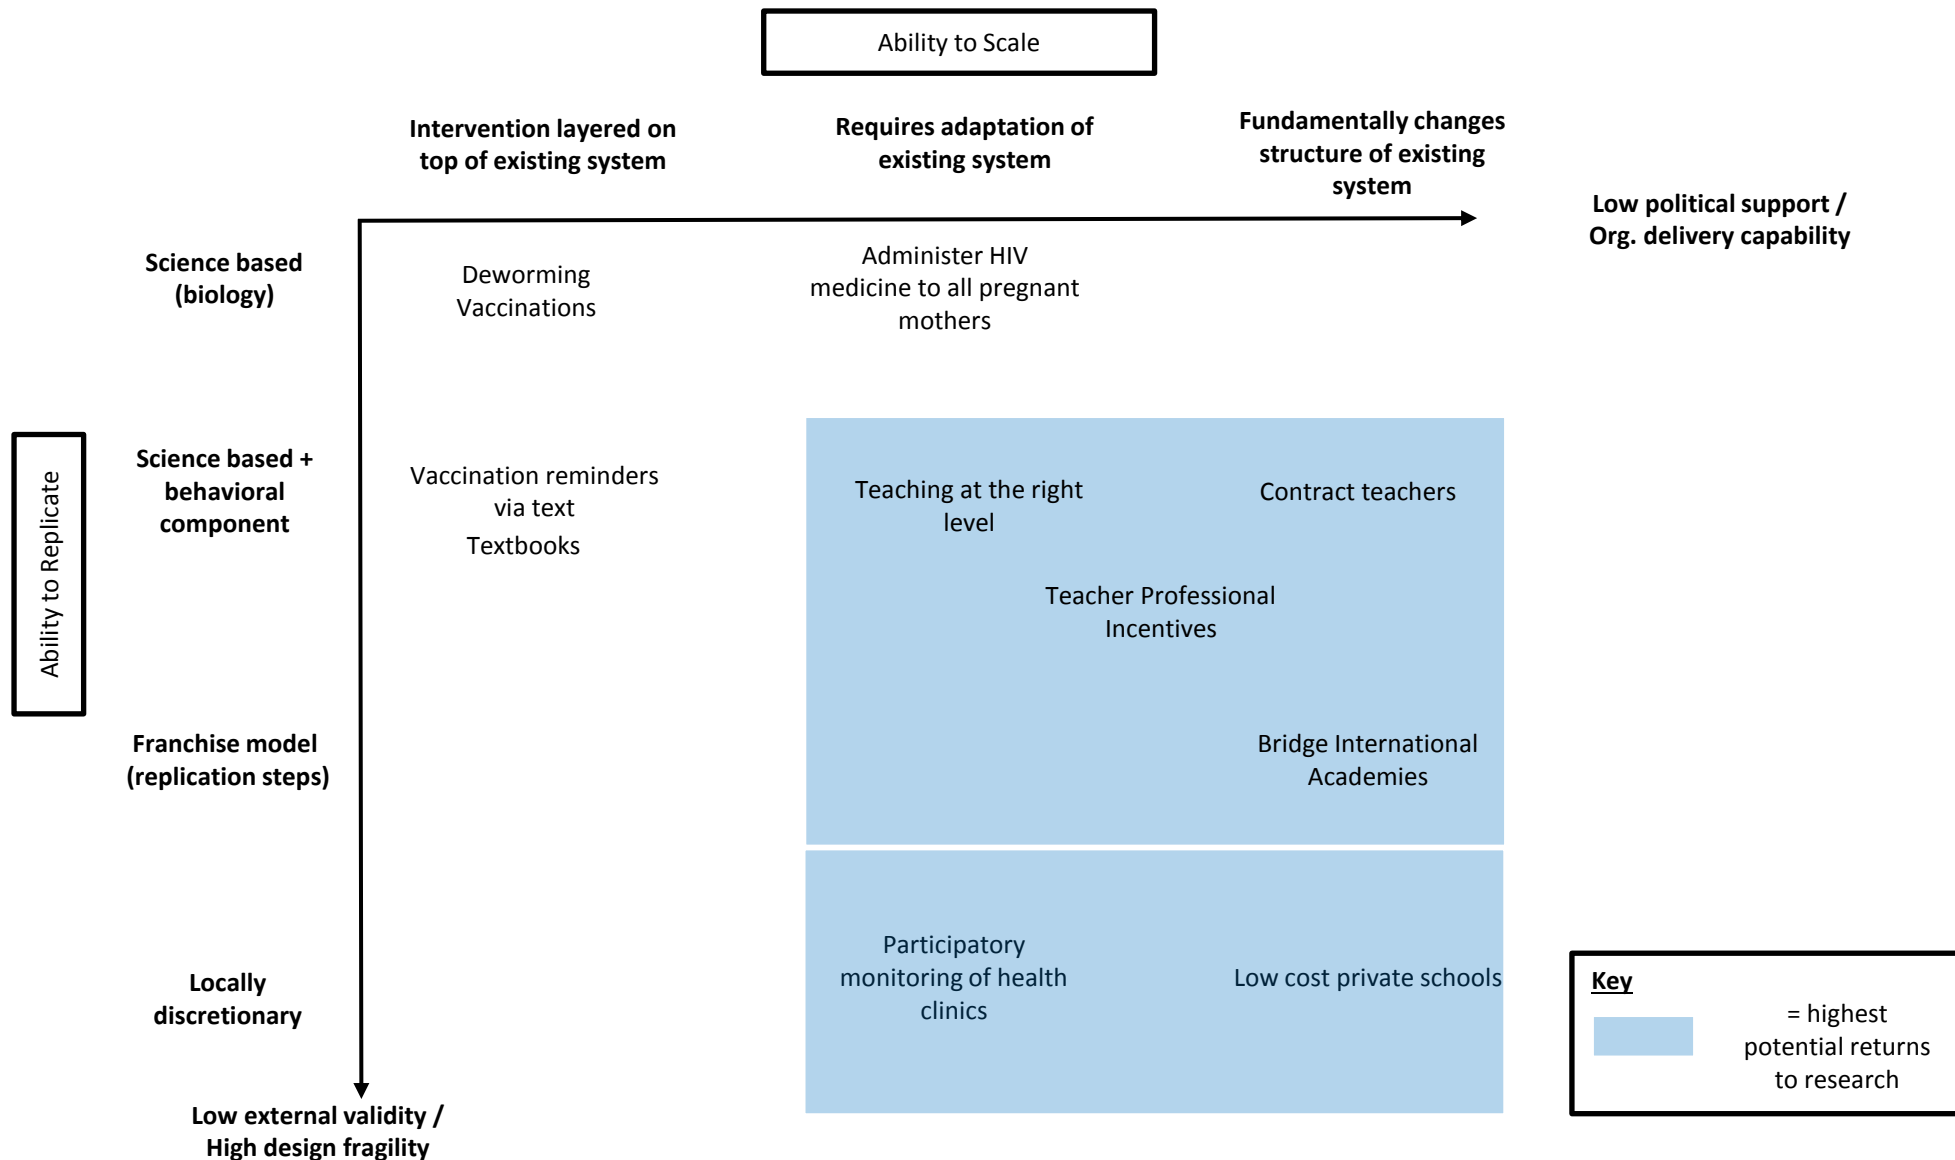 Ability to Scale
Intervention layered on
top of existing system
Requires adaptation of
existing system
Fundamentally changes
structure of existing
system
Low political support /
Org. delivery capability
Science based
(biology)
Deworming
Vaccinations
Administer HIV
medicine to all pregnant
mothers
Ability to Replicate
Science based +
behavioral
component
Vaccination reminders
via text
Textbooks
Teaching at the right
level
Contract teachers
Teacher Professional
Incentives
Franchise model
(replication steps)
Bridge International
Academies
Locally
discretionary
Participatory
monitoring of health
clinics
Low cost private schools
Key
= highest
potential returns
to research
Low external validity /
High design fragility